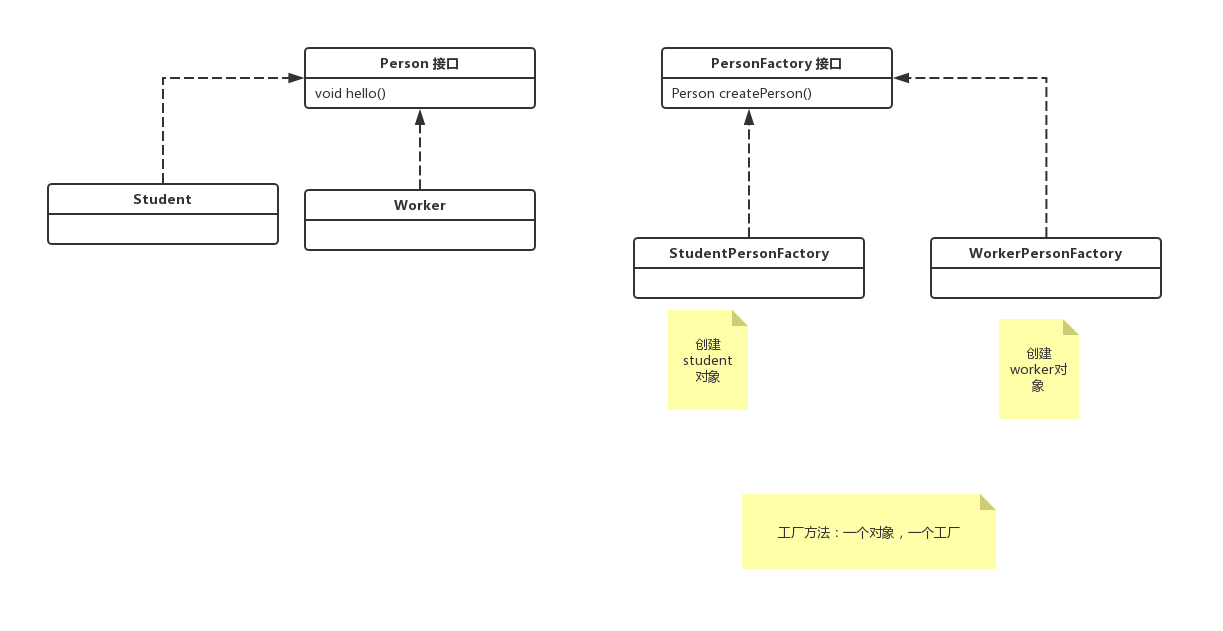 Person 接口
void hello()
PersonFactory 接口
Person createPerson()
Student
Worker
StudentPersonFactory
WorkerPersonFactory
创建
student
对象
创建
worker对
象
工厂方法：一个对象，一个工厂